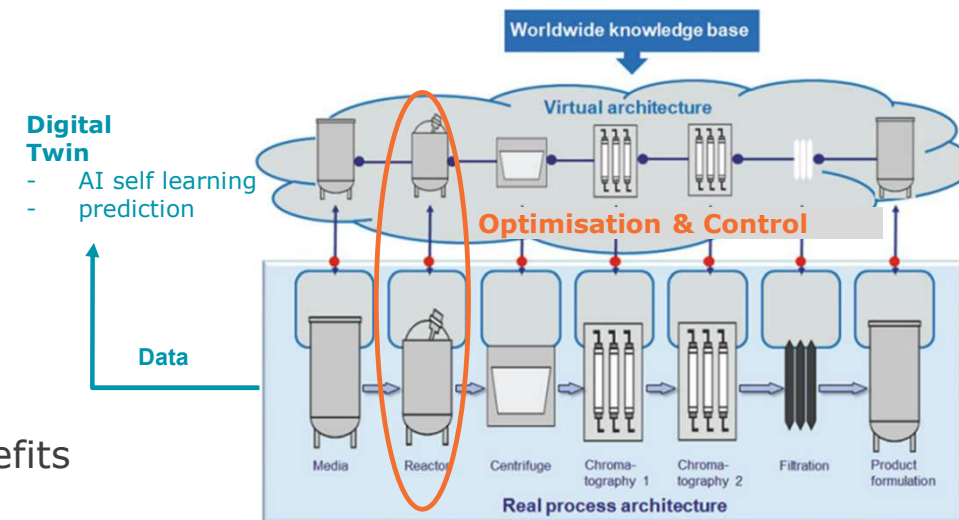 Worldwide knowledge base
Virtual architecture
Digital
Twin
- AI self learning
- prediction
Optimisation & Control
Data
efits
Media
Reactor
Centrifuge
Chroma-
tography 1
Chroma-
tography 2
Filtration
Product
formulation
Real process architecture